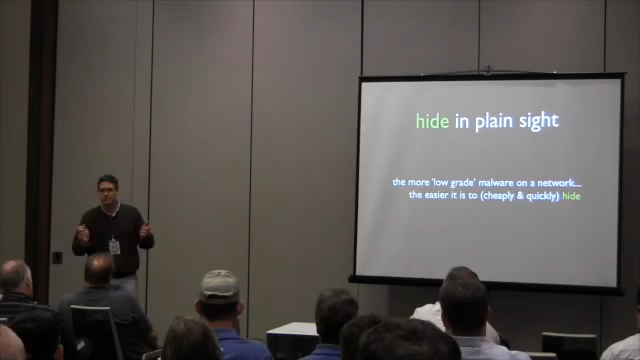 hide in plain sight
the more 'low grade' malware on a network...
the easier it is to (cheaply & quickly) hide